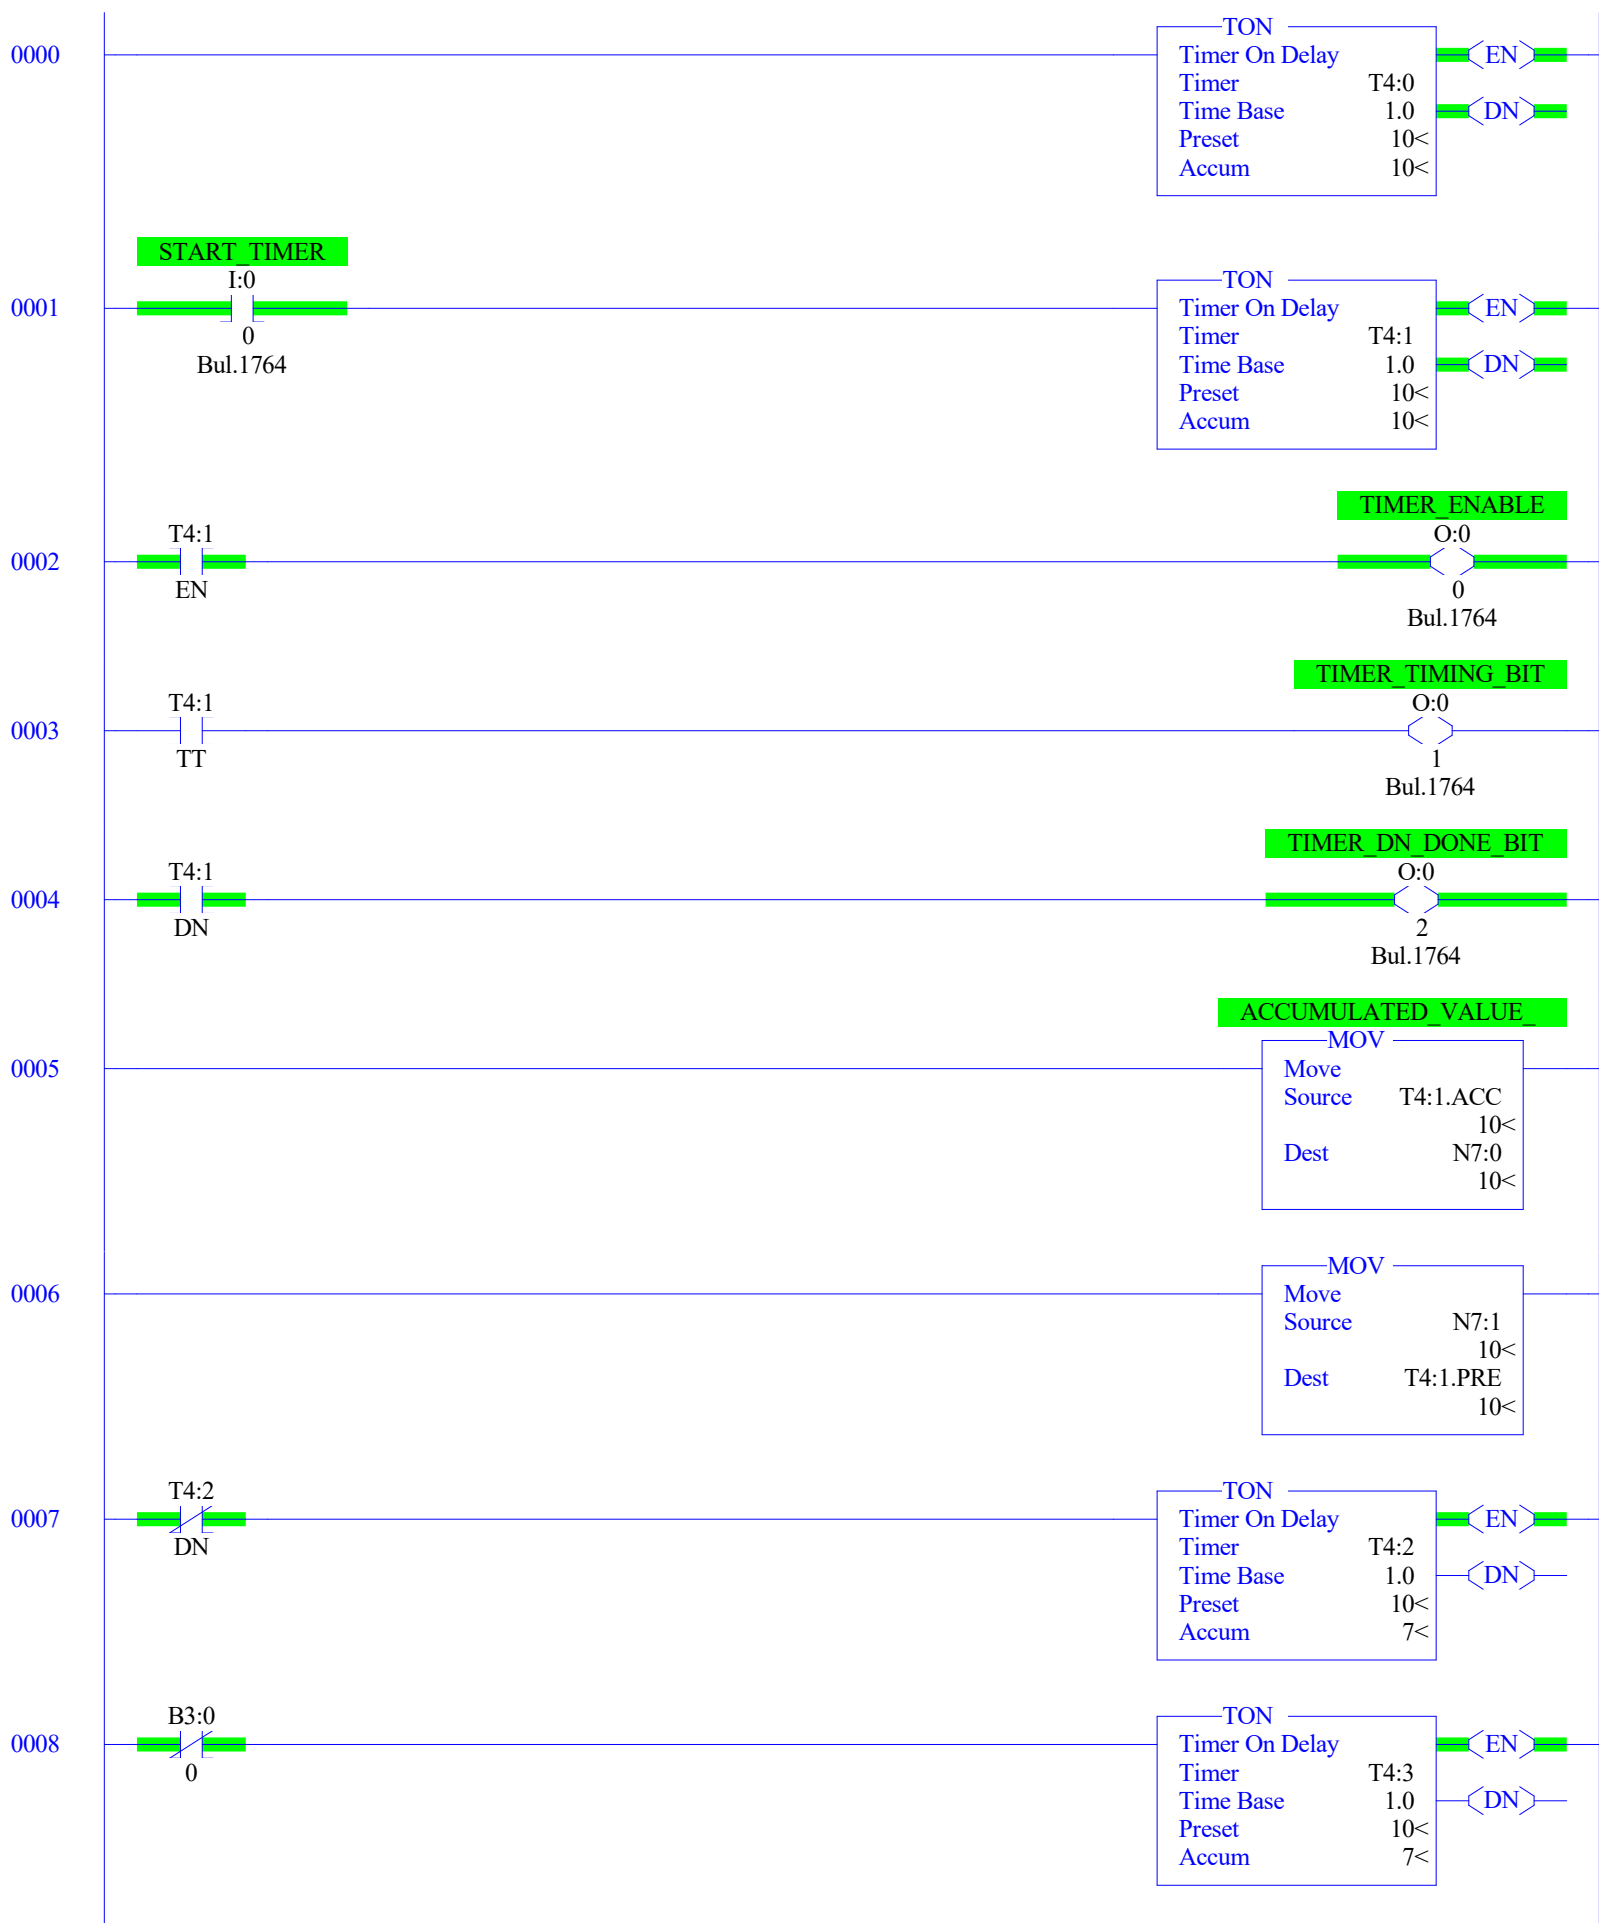 TON
0000 Timer On Delay EN
Timer T4:0
Time Base 1.0 DN
Preset 10<
Accum 10<
START_TIMER
I:0 TON
0001 Timer On Delay EN
0 Timer T4:1
Bul.1764 Time Base 1.0 DN
Preset 10<
Accum 10<
TIMER_ENABLE
T4:1 O:0
0002
EN 0
Bul.1764
TIMER_TIMING_BIT
T4:1 O:0
0003
TT 1
Bul.1764
TIMER_DN_DONE_BIT
T4:1 O:0
0004
DN 2
Bul.1764
ACCUMULATED_VALUE_
MOV
0005 Move
Source T4:1.ACC
10<
Dest N7:0
10<
MOV
0006 Move
Source N7:1
10<
Dest T4:1.PRE
10<
T4:2 TON
0007 Timer On Delay EN
DN Timer T4:2
Time Base 1.0 DN
Preset 10<
Accum 7<
B3:0 TON
0008 Timer On Delay EN
0 Timer T4:3
Time Base 1.0 DN
Preset 10<
Accum 7<